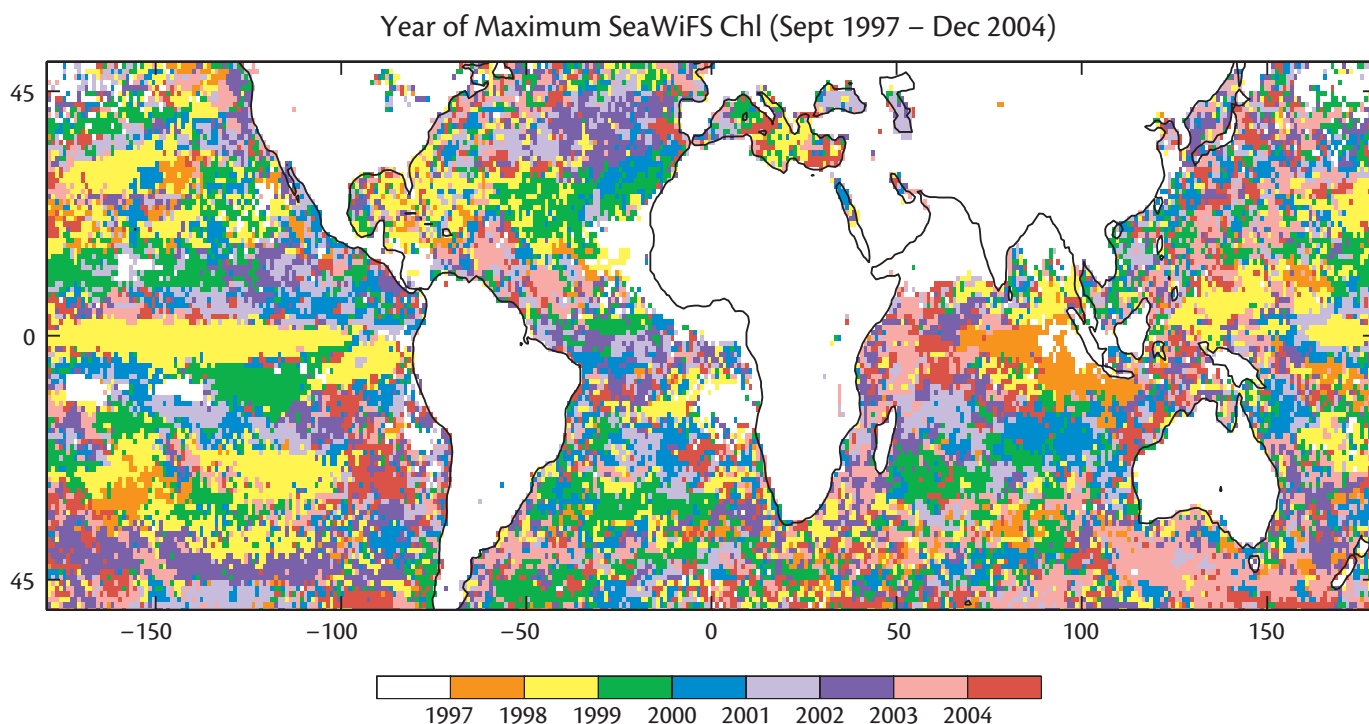 Year of Maximum SeaWiFS Chl (Sept 1997 – Dec 2004)
45
0
45
−150 −100 −50 0 50 100 150
1997 1998 1999 2000 2001 2002 2003 2004